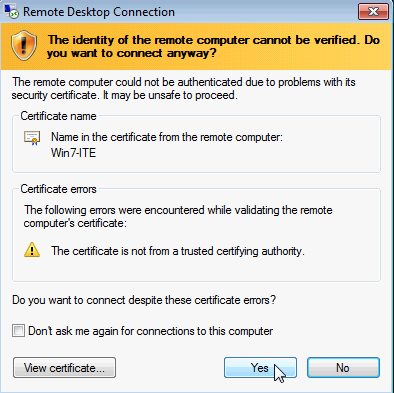 Remote Desktop Connection
The identity of the remote computer cannot be verified. Do
you want to connect anyway?
The remote computer could not be authenticated due to problems with its
security certificate. It may be unsafe to proceed.
Certificate name
Name in the certificate from the remote computer:
Win7-ITE
Certificate errors
The following errors were encountered while validating the remote
computer's certificate:
The certificate is not from a trusted certifying authority.
Do you want to connect despite these certificate errors?
Don't ask me again for connections to this computer
View certificate... Yes No